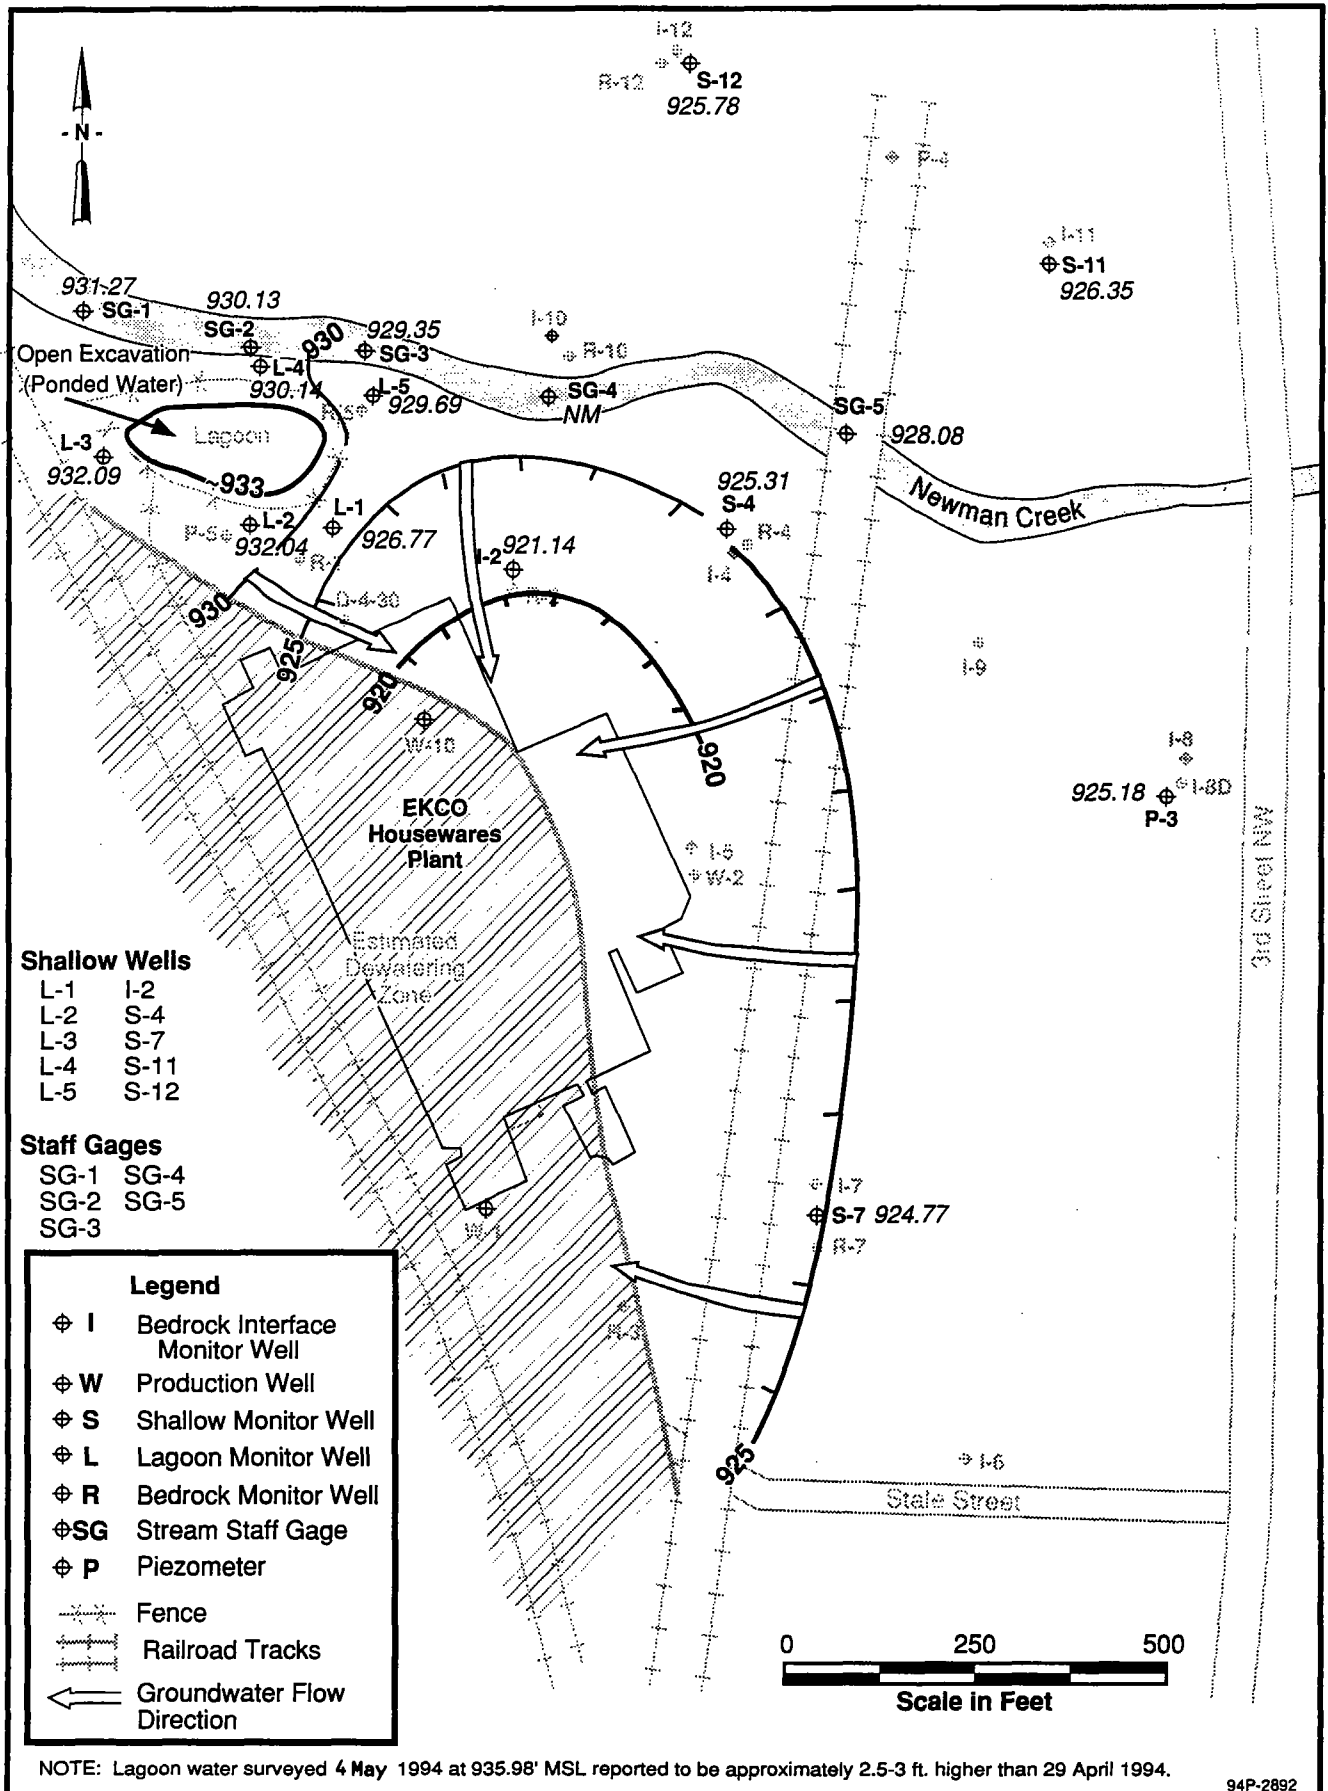 I-12
R-12
S-12
925.78
- N -
P-4
I-11
S-11
926.35
931.27
SG-1
930.13
SG-2
930
929.35
SG-3
I-10
R-10
Open Excavation
(Ponded Water)
L-4
930.14
L-5
929.69
R-5
SG-4
NM
SG-5
928.08
Lagoon
L-3
932.09
~933
Newman Creek
925.31
S-4
R-4
I-4
L-1
926.77
L-2
932.04
P-5
I-2
921.14
D-4-30
I-9
930
925
920
W-10
~920
I-8
I-8D
925.18
P-3
EKCO
Housewares
Plant
I-5
W-2
3rd Street NW
Estimated
Dewatering
Zone
Shallow Wells
L-1 I-2
L-2 S-4
L-3 S-7
L-4 S-11
L-5 S-12
Staff Gages
SG-1 SG-4
SG-2 SG-5
SG-3
I-7
S-7 924.77
R-7
W-1
R-3
925
I-6
State Street
Legend
I Bedrock Interface
Monitor Well
W Production Well
S Shallow Monitor Well
L Lagoon Monitor Well
R Bedrock Monitor Well
SG Stream Staff Gage
P Piezometer
Fence
Railroad Tracks
Groundwater Flow
Direction
0 250 500
Scale in Feet
NOTE: Lagoon water surveyed 4 May 1994 at 935.98' MSL reported to be approximately 2.5-3 ft. higher than 29 April 1994.
94P-2892